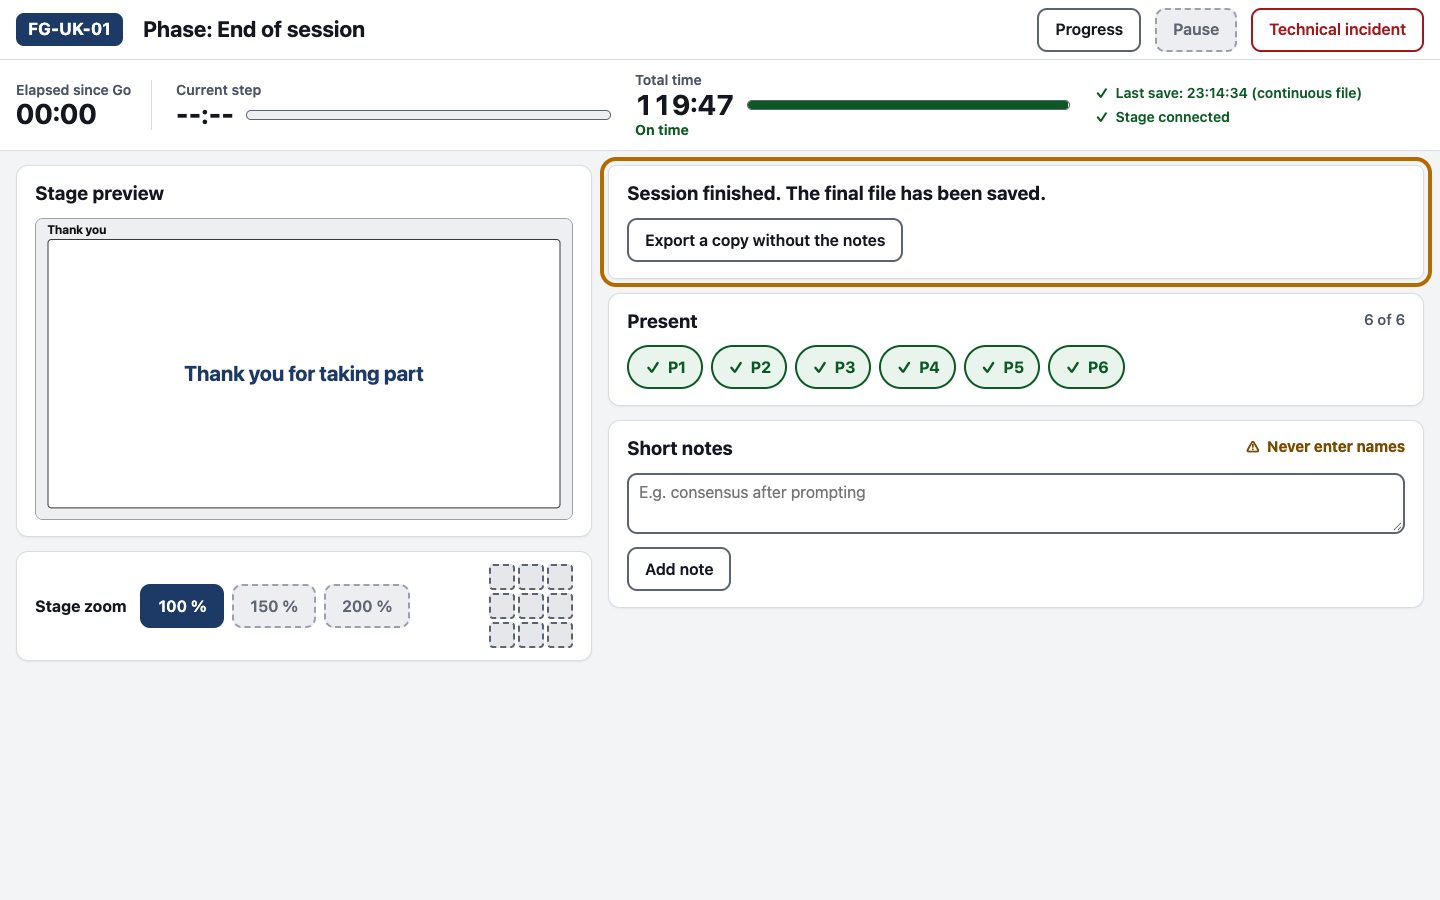 FG-UK-01
Phase: End of session
Progress
Pause
Technical incident
Elapsed since Go
00:00
Current step
--:--
Total time
119:47
On time
Last save: 23:14:34 (continuous file)
Stage connected
Stage preview
Thank you
Thank you for taking part
Stage zoom
100 %
150 %
200 %
Session finished. The final file has been saved.
Export a copy without the notes
Present
6 of 6
P1
P2
P3
P4
P5
P6
Short notes
Never enter names
E.g. consensus after prompting
Add note